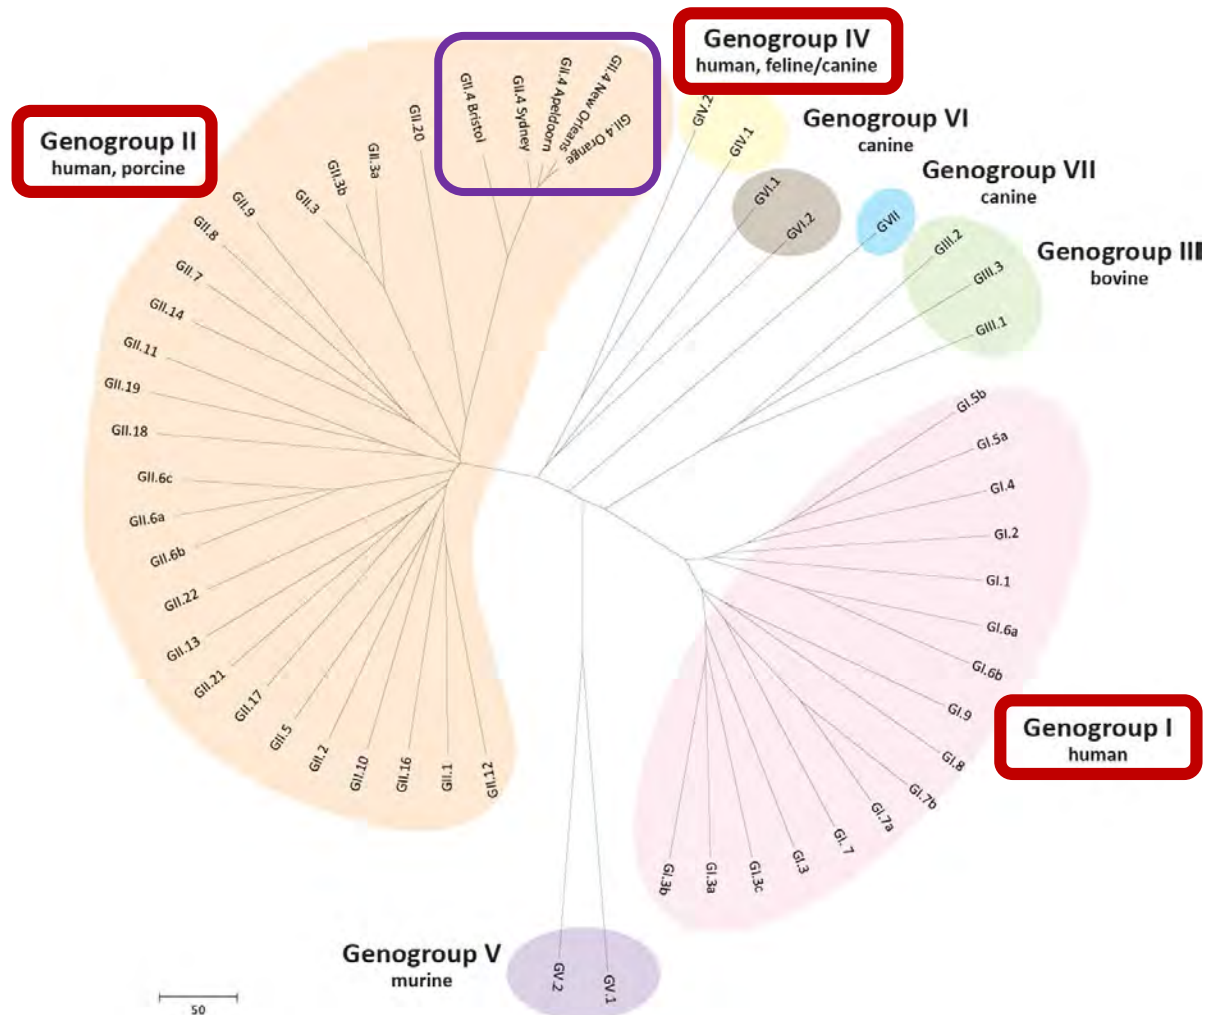 Genogroup IV
human, feline/canine
Genogroup II
human, porcine
Genogroup VI
canine
Genogroup VII
canine
Genogroup III
bovine
Genogroup I
human
Genogroup V
murine
GII.4 Bristol
GII.4 Sydney
GII.4 Apeldoorn
GII.4 New Orleans
GII.4 Orange
GII.20
GII.3a
GII.3b
GII.3
GII.9
GII.8
GII.7
GII.14
GII.11
GII.19
GII.18
GII.6c
GII.6a
GII.6b
GII.22
GII.13
GII.21
GII.17
GII.5
GII.2
GII.10
GII.16
GII.1
GII.12
GIV.2
GIV.1
GVI.1
GVI.2
GVII
GIII.2
GIII.3
GIII.1
GI.5b
GI.5a
GI.4
GI.2
GI.1
GI.6a
GI.6b
GI.9
GI.8
GI.7b
GI.7a
GI. 7
GI.3
GI.3c
GI.3a
GI.3b
GV.2
GV.1
50